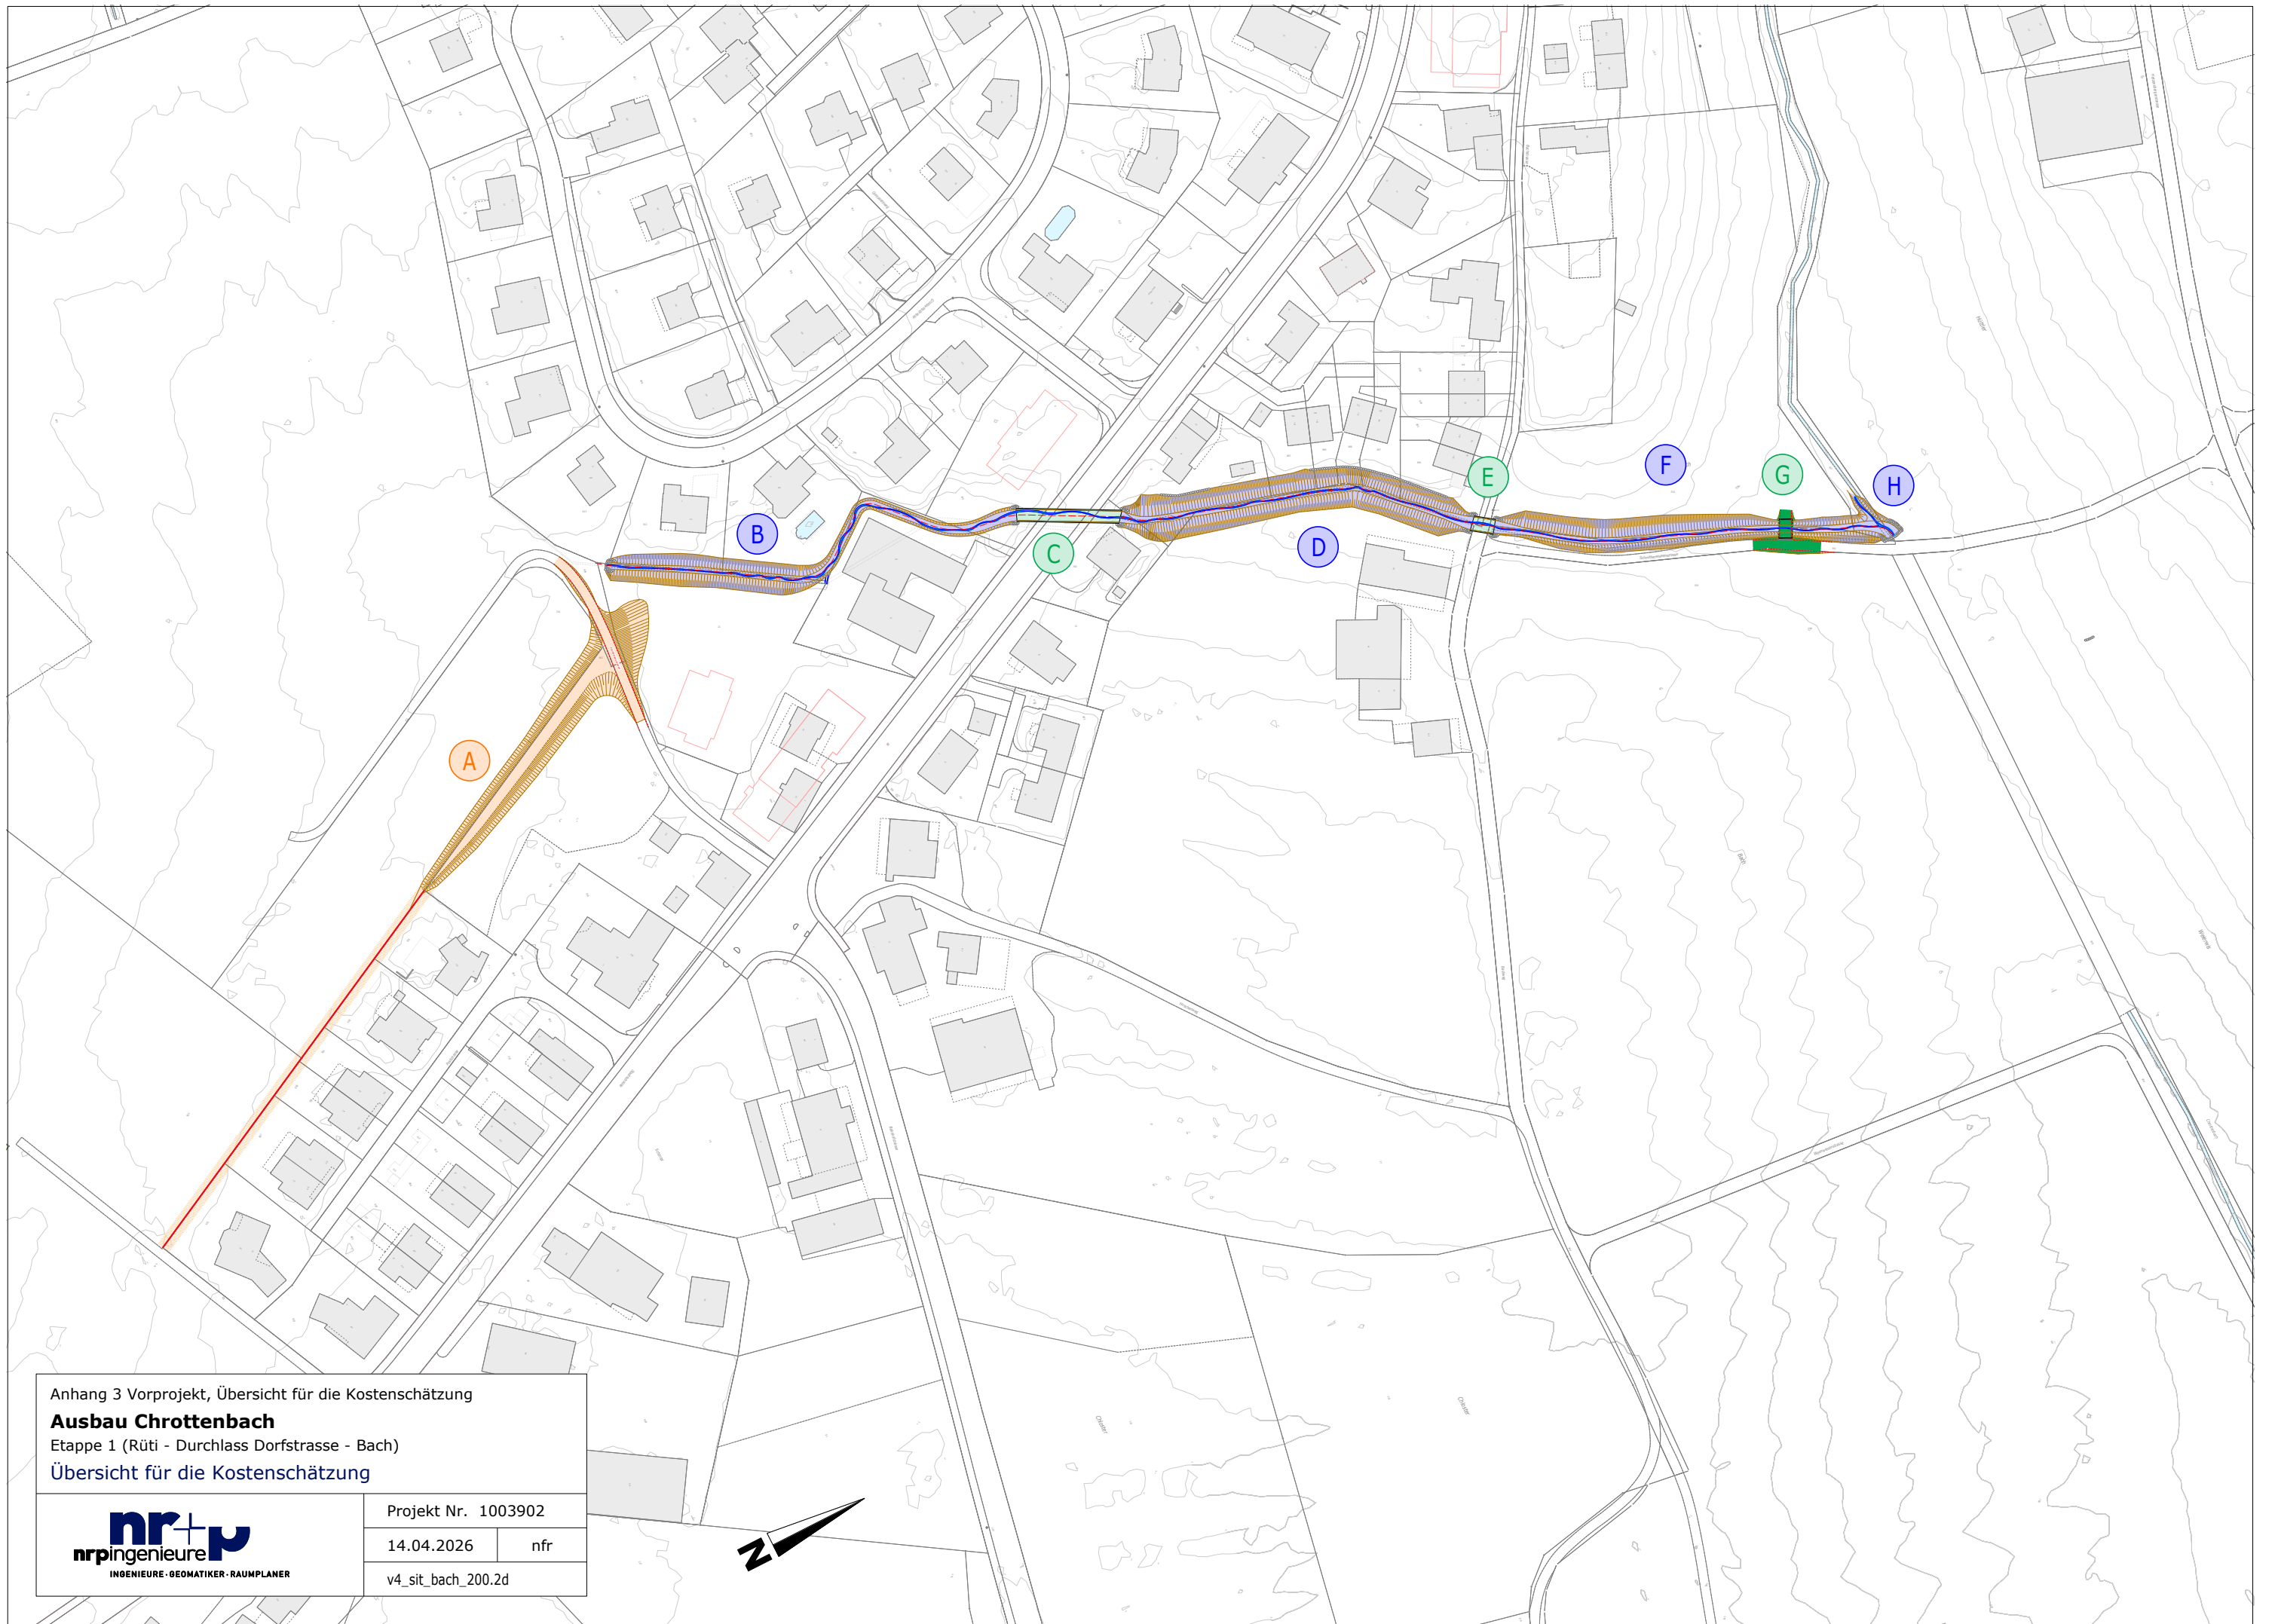 B
C
D
E
F
G
H
A
Anhang 3 Vorprojekt, Übersicht für die Kostenschätzung
Ausbau Chrottenbach
Etappe 1 (Rüti - Durchlass Dorfstrasse - Bach)
Übersicht für die Kostenschätzung
nr+p
nrpingenieure
INGENIEURE · GEOMATIKER · RAUMPLANER
Projekt Nr. 1003902
14.04.2026 nfr
v4_sit_bach_200.2d
N